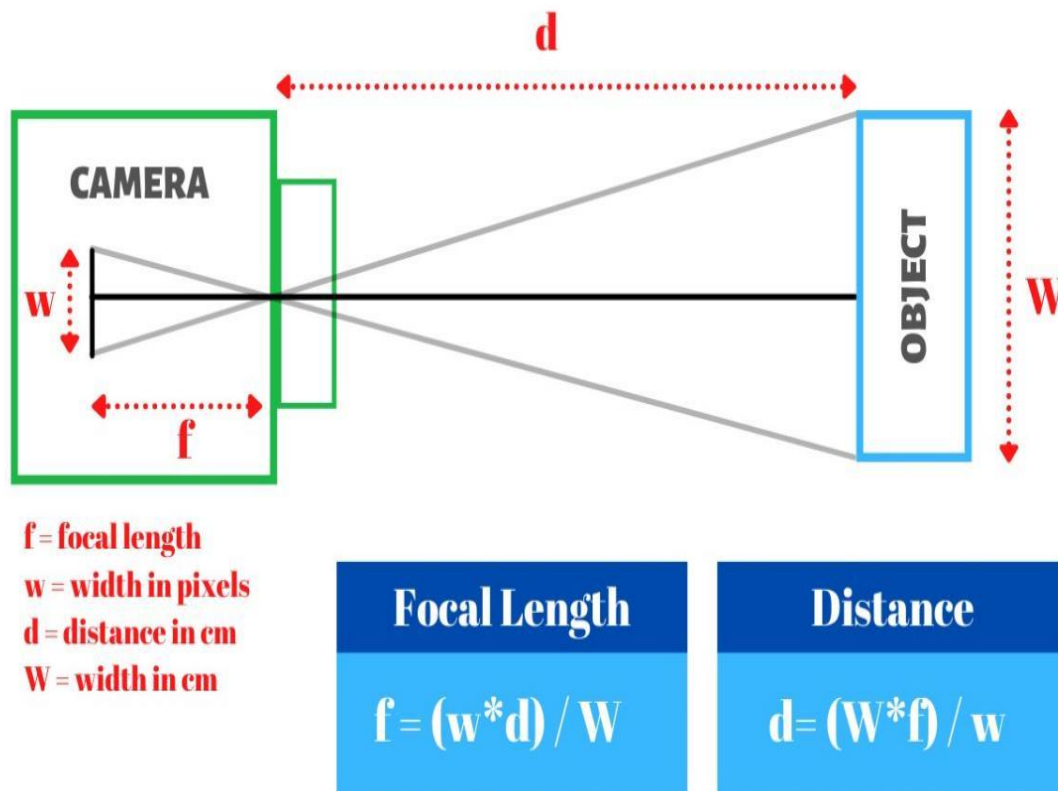 d
CAMERA
w
f
OBJECT
W
f = focal length
w = width in pixels
d = distance in cm
W = width in cm
Focal Length
f = (w*d) / W
Distance
d= (W*f) / w